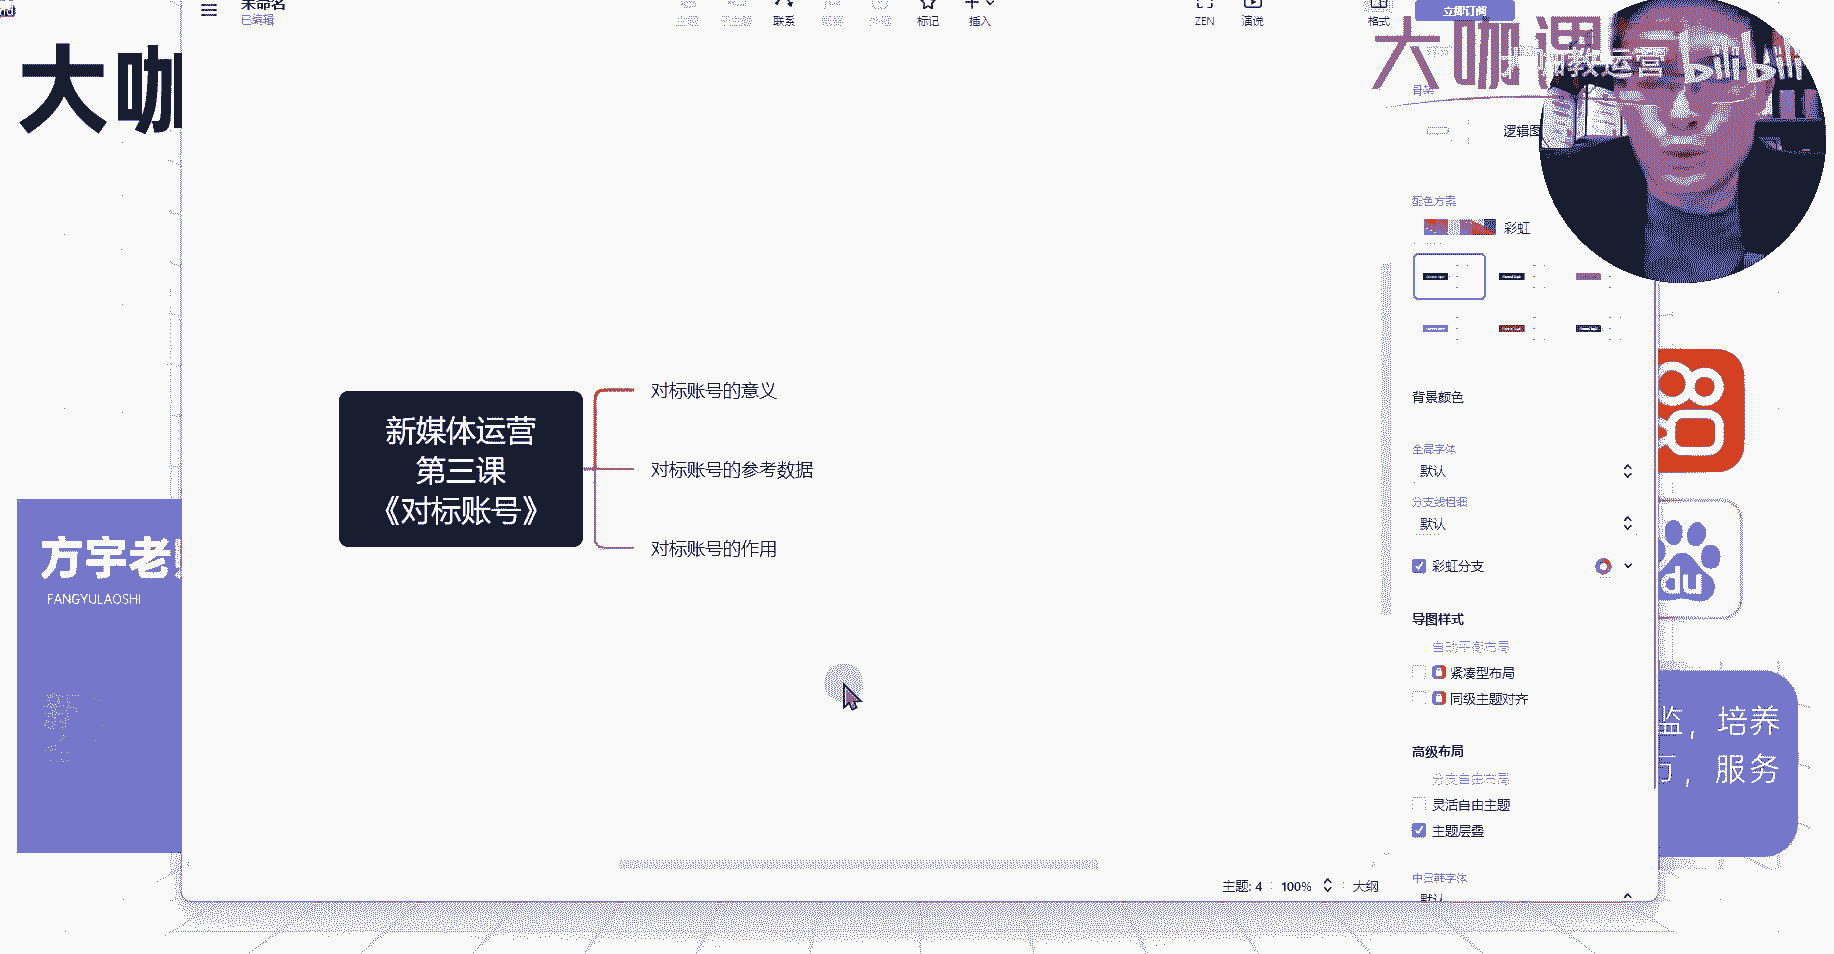 未命名
已编辑
联系
标记
插入
ZEN
演说
格式
立即订阅
大咖
大咖课
教运营 bilibili
骨架
逻辑图
配色方案
彩虹
背景颜色
全局字体
默认
分支线粗细
默认
彩虹分支
导图样式
自动平衡布局
紧凑型布局
同级主题对齐
高级布局
分支自由布局
灵活自由主题
主题层叠
中日韩字体
默认
新媒体运营
第三课
《对标账号》
对标账号的意义
对标账号的参考数据
对标账号的作用
方宇老
FANGYULAOSHI
du
监，培养
万，服务
主题: 4
100%
大纲